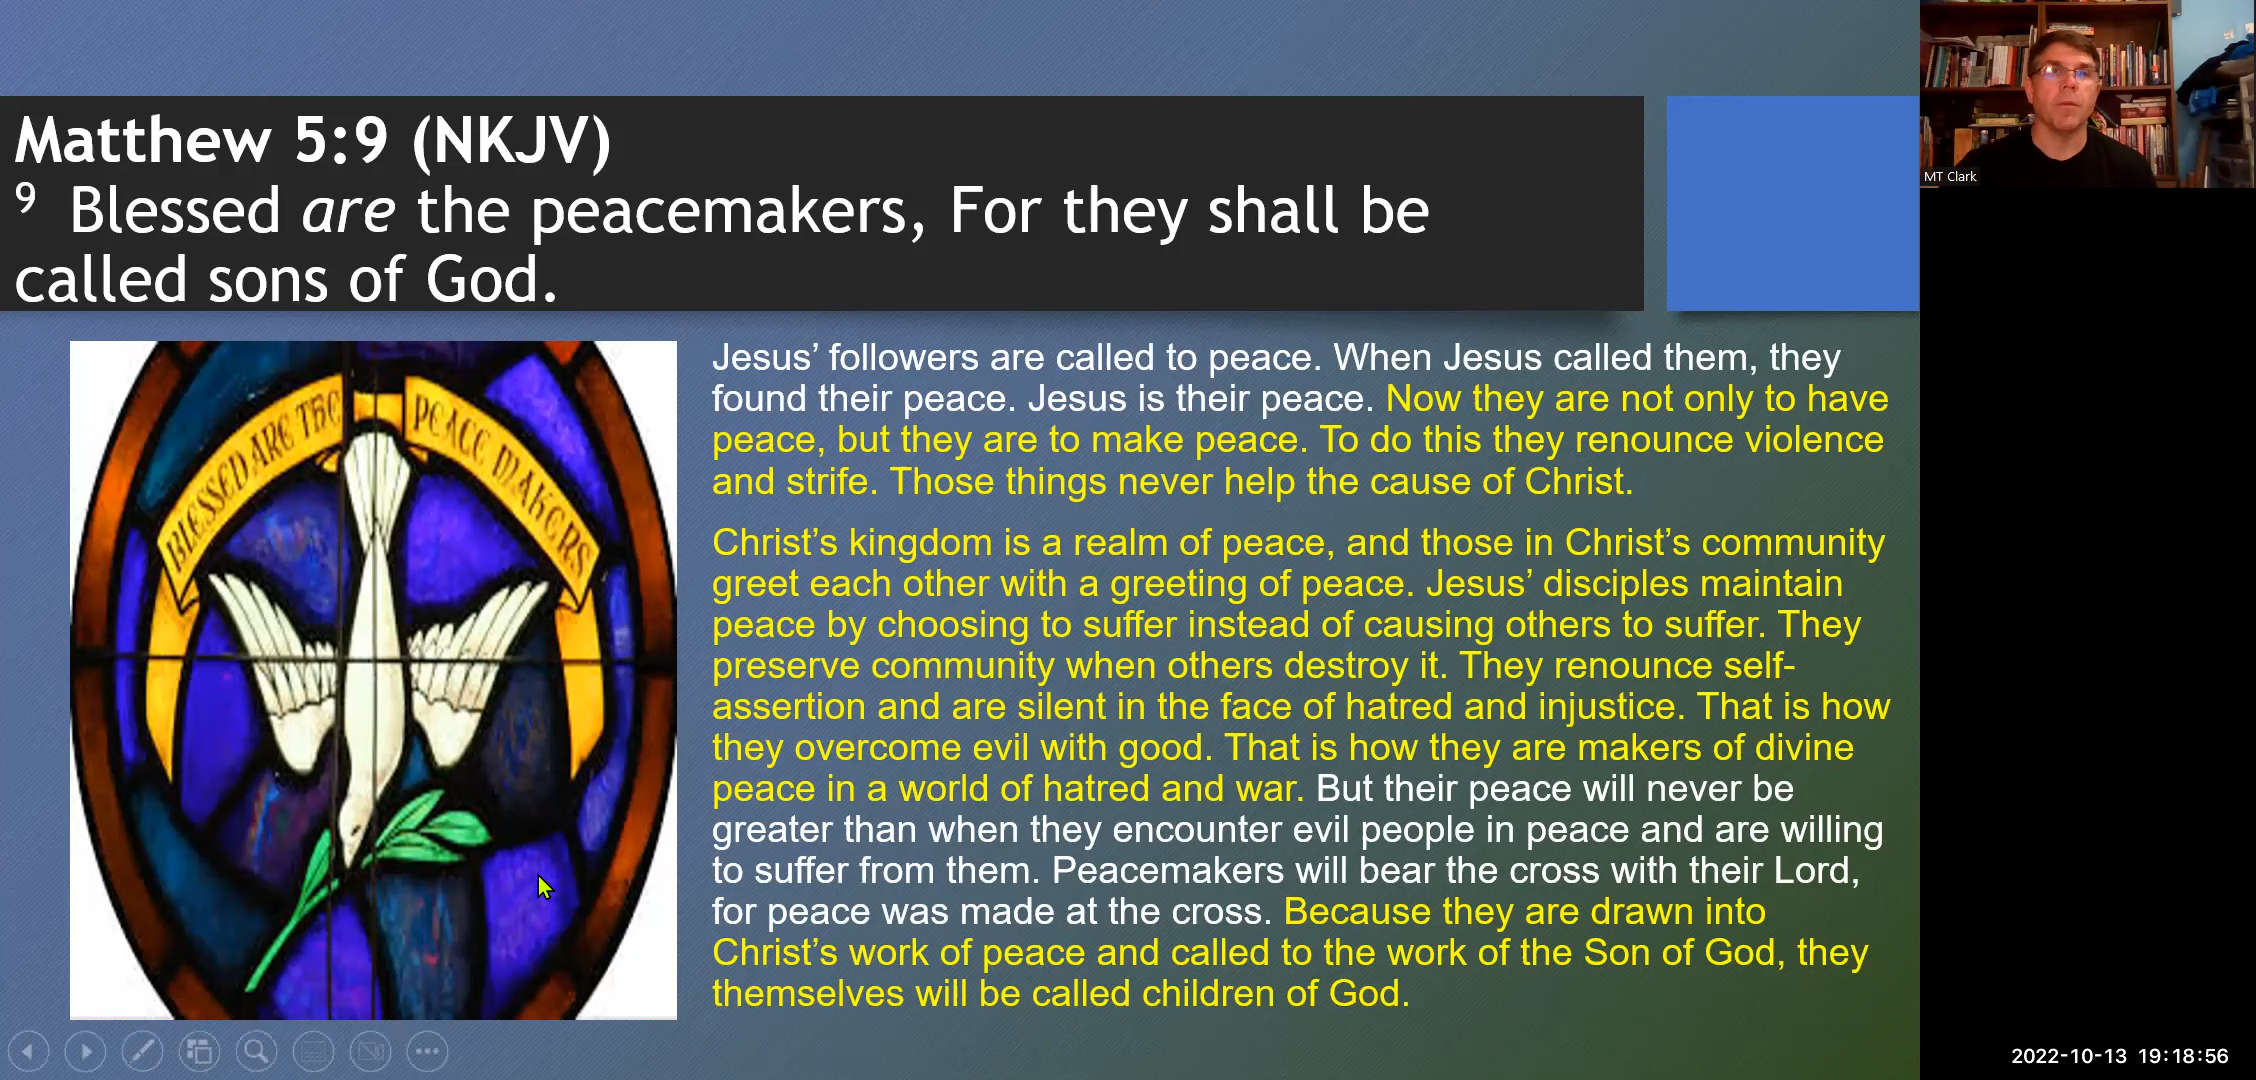 Matthew 5:9 (NKJV)
9 Blessed are the peacemakers, For they shall be
called sons of God.
BLESSED ARE THE PEACE MAKERS
Jesus’ followers are called to peace. When Jesus called them, they
found their peace. Jesus is their peace. Now they are not only to have
peace, but they are to make peace. To do this they renounce violence
and strife. Those things never help the cause of Christ.
Christ’s kingdom is a realm of peace, and those in Christ’s community
greet each other with a greeting of peace. Jesus’ disciples maintain
peace by choosing to suffer instead of causing others to suffer. They
preserve community when others destroy it. They renounce self-
assertion and are silent in the face of hatred and injustice. That is how
they overcome evil with good. That is how they are makers of divine
peace in a world of hatred and war. But their peace will never be
greater than when they encounter evil people in peace and are willing
to suffer from them. Peacemakers will bear the cross with their Lord,
for peace was made at the cross. Because they are drawn into
Christ’s work of peace and called to the work of the Son of God, they
themselves will be called children of God.
MT Clark
2022-10-13 19:18:56